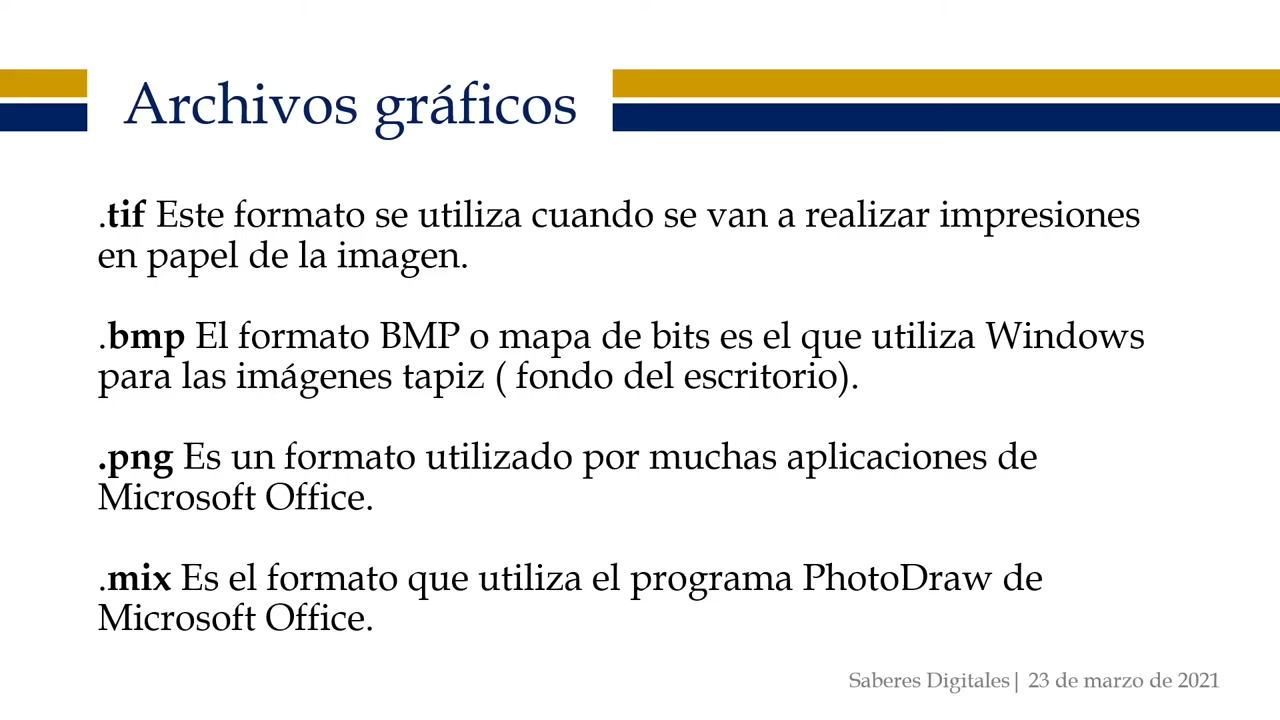 Archivos gráficos
.tif Este formato se utiliza cuando se van a realizar impresiones
en papel de la imagen.
.bmp El formato BMP o mapa de bits es el que utiliza Windows
para las imágenes tapiz ( fondo del escritorio).
.png Es un formato utilizado por muchas aplicaciones de
Microsoft Office.
.mix Es el formato que utiliza el programa PhotoDraw de
Microsoft Office.
Saberes Digitales| 23 de marzo de 2021